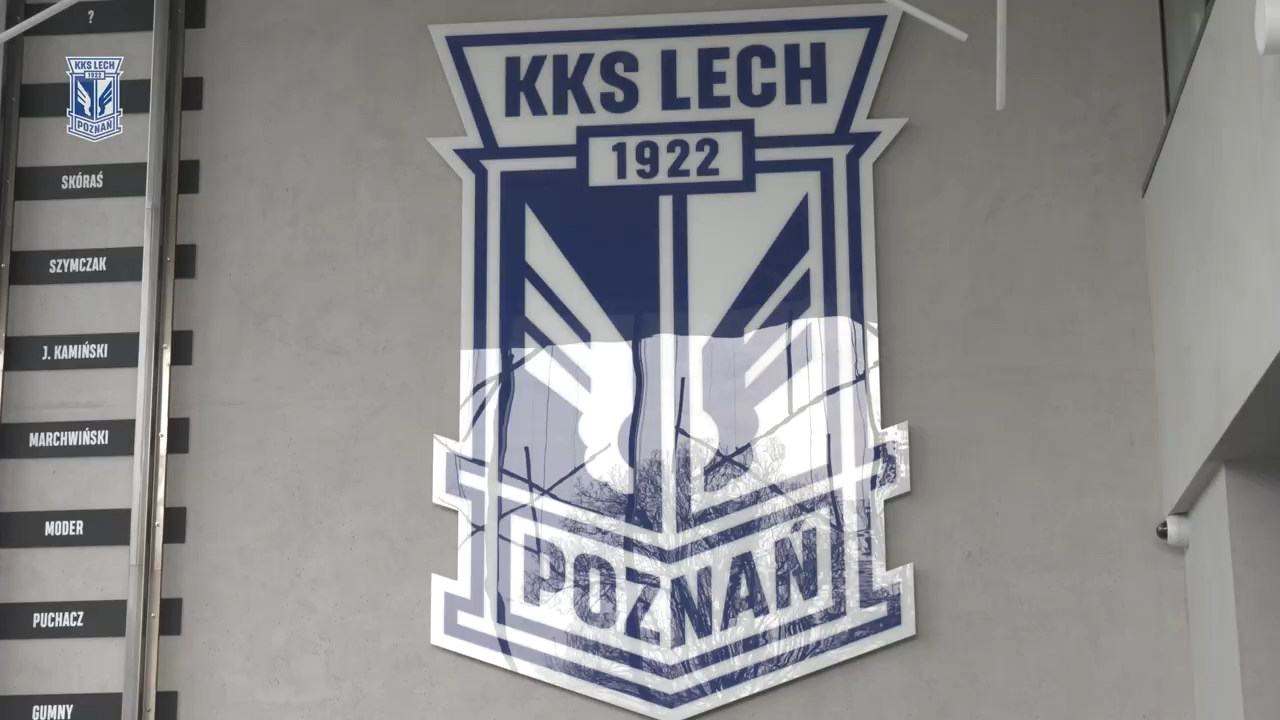 ?
KKS LECH
1922
POZNAŃ
SKÓRAŚ
SZYMCZAK
J. KAMIŃSKI
MARCHWIŃSKI
MODER
PUCHACZ
GUMNY
KKS LECH
1922
POZNAŃ